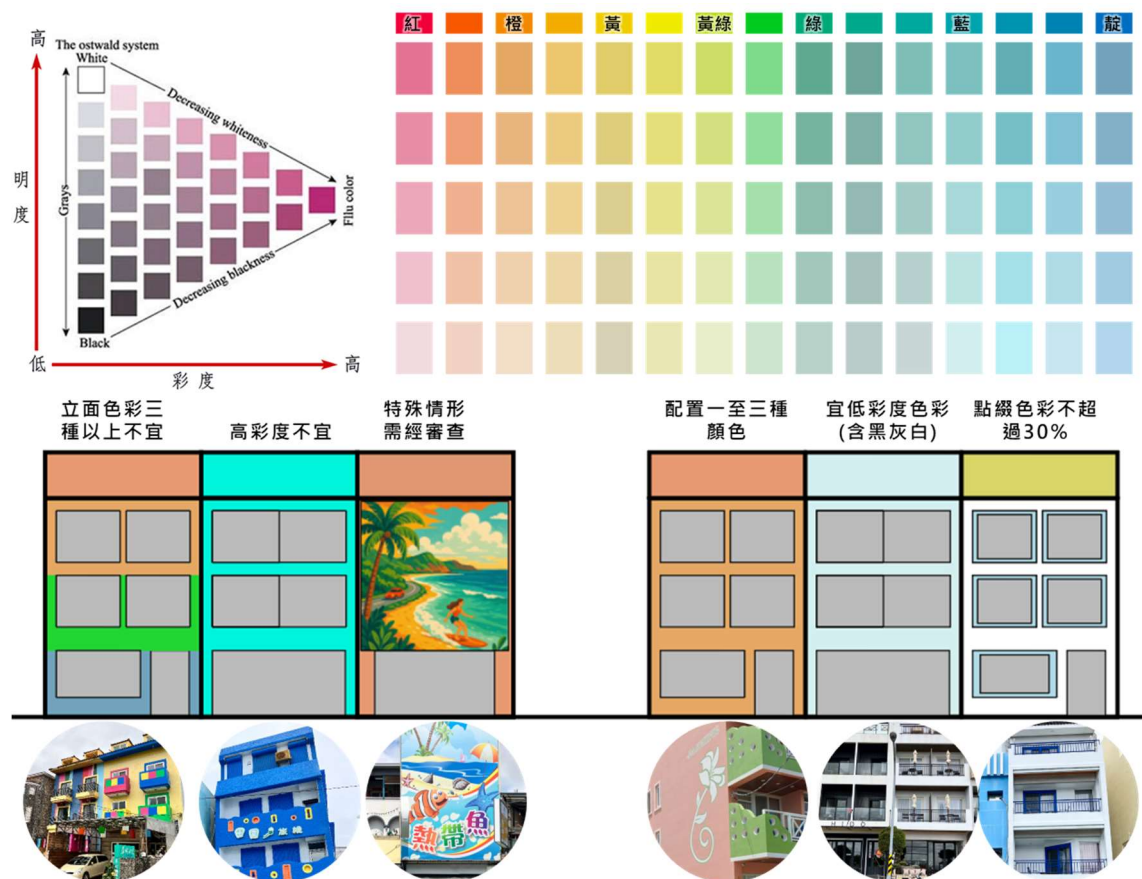 高
The ostwald system
White
Decreasing whiteness
明度
Grays
Fllu color
Decreasing blackness
Black
低
彩度
高
紅 橙 黃 黃綠 綠 藍 靛
立面色彩三
種以上不宜
高彩度不宜
特殊情形
需經審查
配置一至三種
顏色
宜低彩度色彩
(含黑灰白)
點綴色彩不超
過30%
熱帶魚